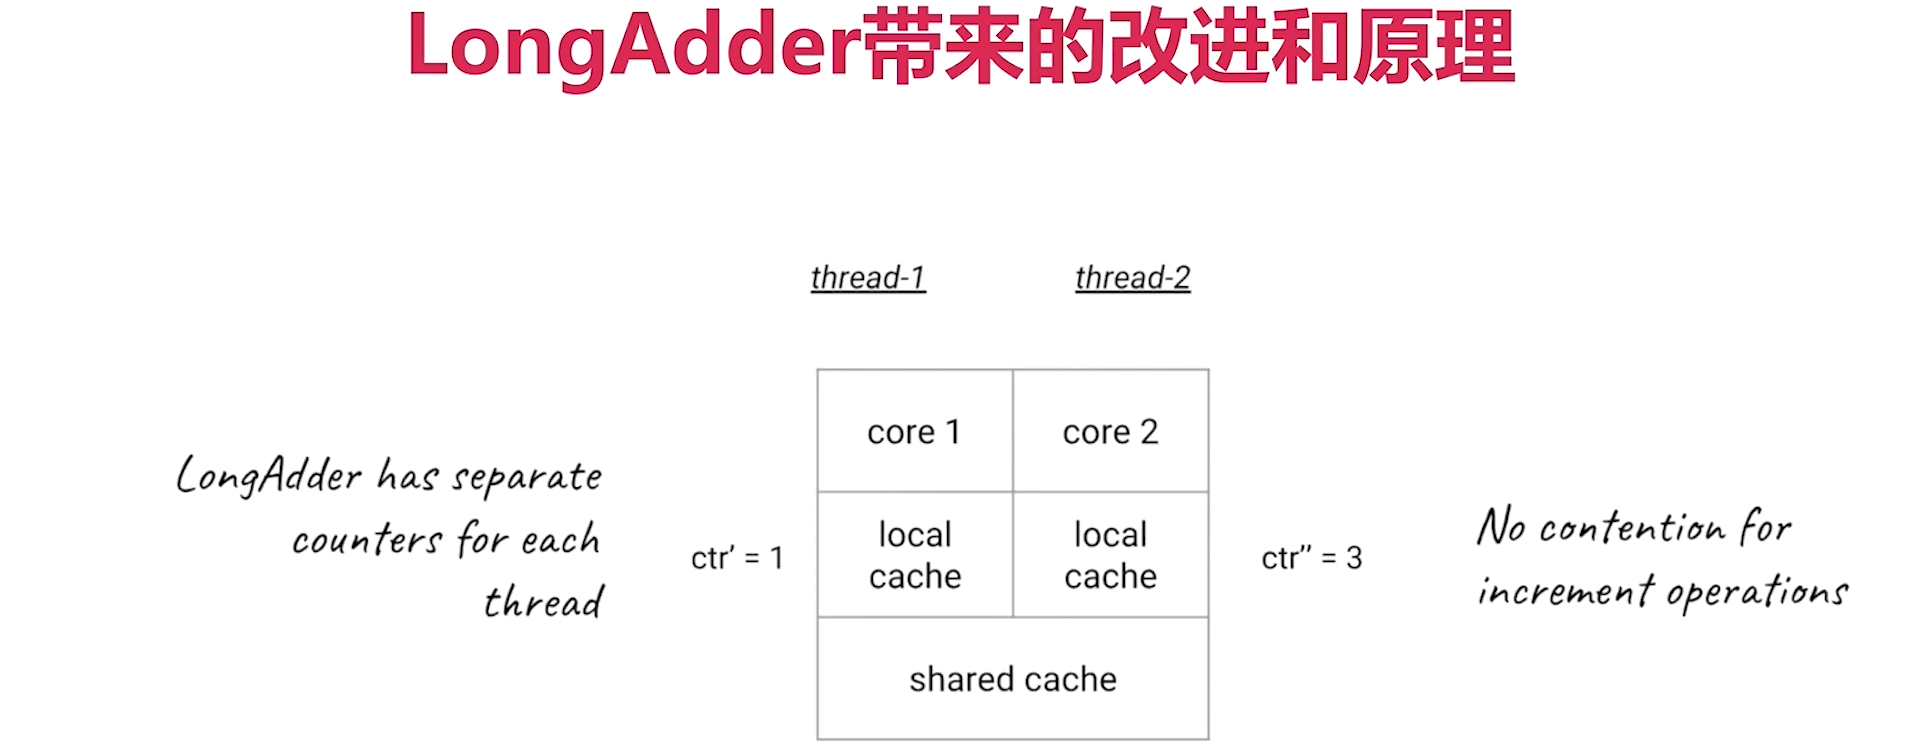 LongAdder带来的改进和原理
thread-1
thread-2
core 1
core 2
LongAdder has separate
counters for each
thread
ctr’ = 1
local
cache
local
cache
ctr’’ = 3
No contention for
increment operations
shared cache